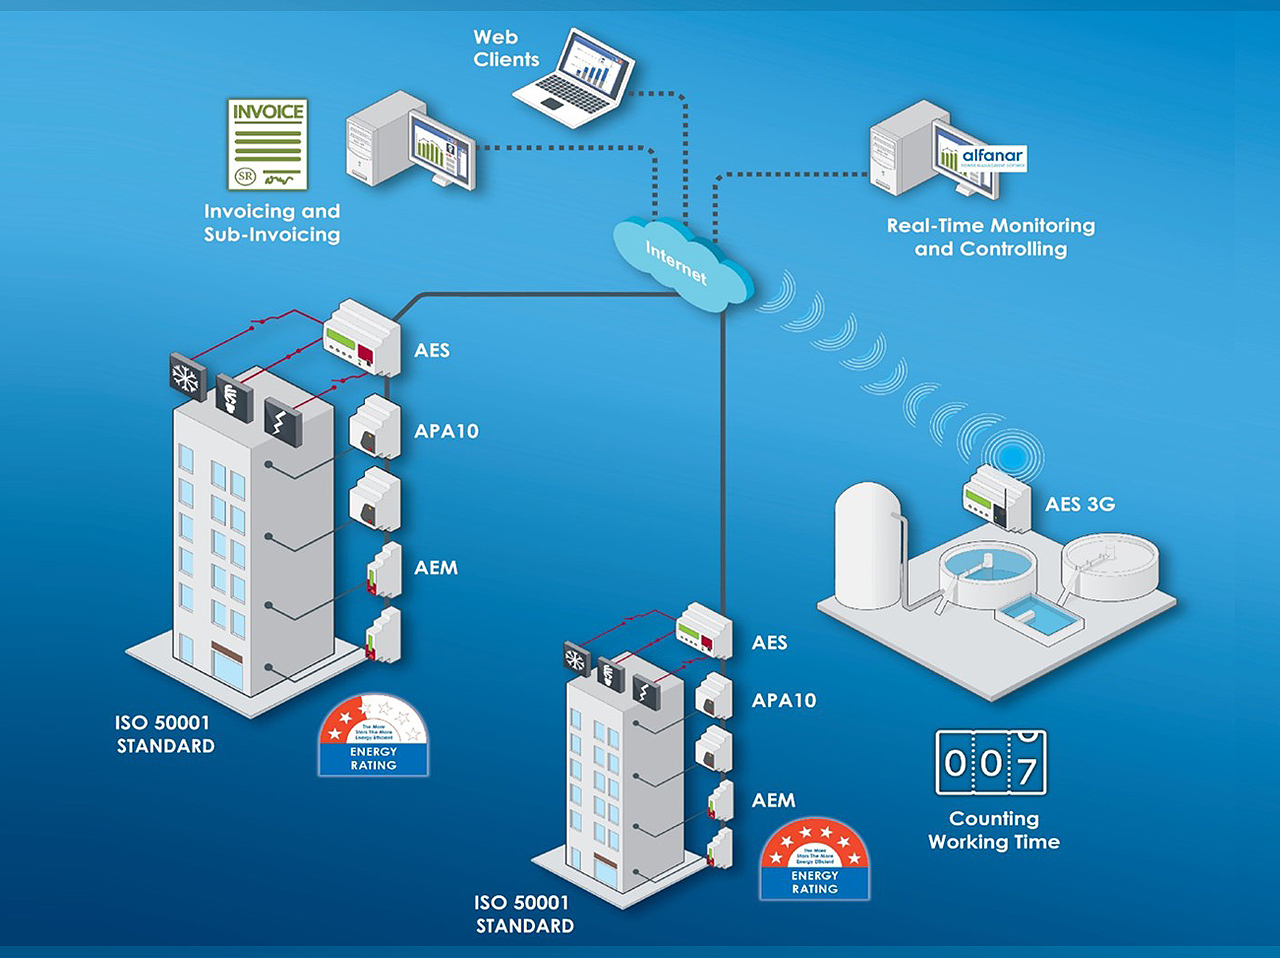 Web
Clients
INVOICE
SR
Invoicing and
Sub-Invoicing
alfanar
Real-Time Monitoring
and Controlling
Internet
AES
APA10
AEM
AES 3G
ISO 50001
STANDARD
The More
Stars The More
Energy Efficient
ENERGY
RATING
AES
APA10
AEM
The More
Stars The More
Energy Efficient
ENERGY
RATING
ISO 50001
STANDARD
007
Counting
Working Time